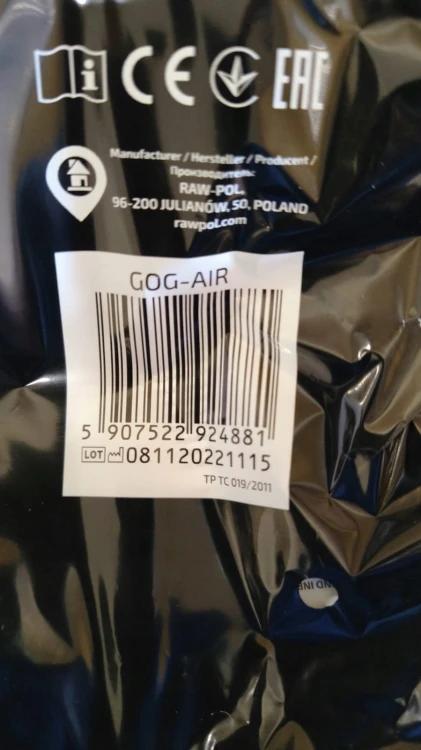 i CE EAC
Manufacturer / Hersteller / Producent /
Производитель:
RAW-POL,
96-200 JULIANÓW, 50, POLAND
rawpol.com
GOG-AIR
5 907522 924881
LOT 081120221115
TP TC 019/2011